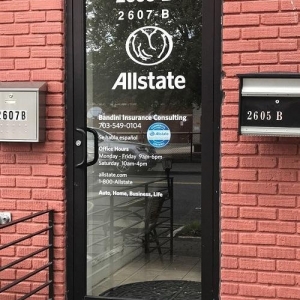 2607-B
Allstate
2607B
2605 B
Bandini Insurance Consulting
703-549-0104
Se habla español
Office Hours
Monday - Friday 9am-6pm
Saturday 10am-4pm
allstate.com
1-800-Allstate
Auto, Home, Business, Life